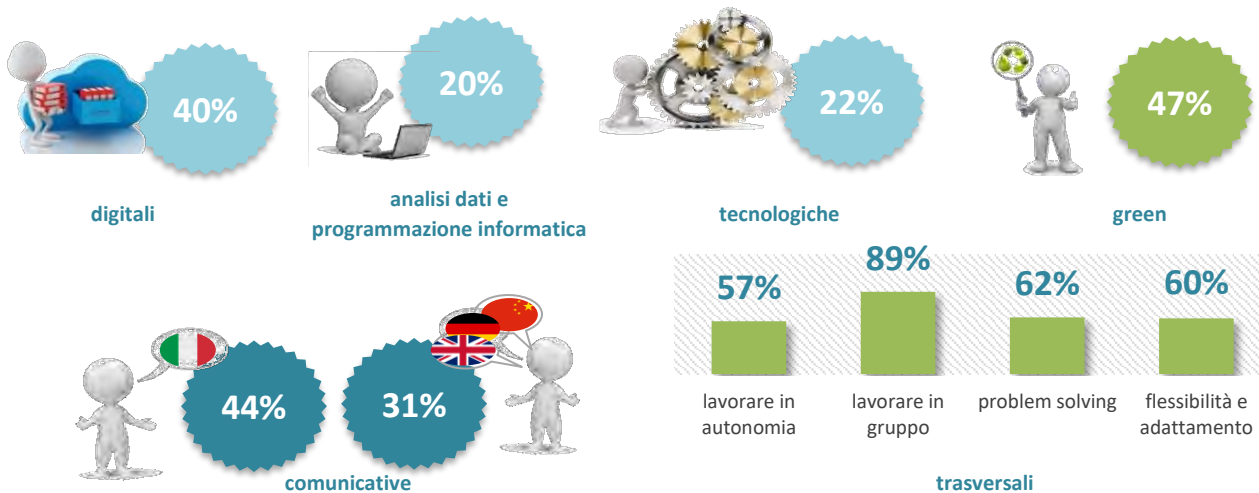 40%
digitali
20%
analisi dati e
programmazione informatica
22%
tecnologiche
47%
green
44%
31%
comunicative
57%
lavorare in
autonomia
89%
lavorare in
gruppo
62%
problem solving
60%
flessibilità e
adattamento
trasversali